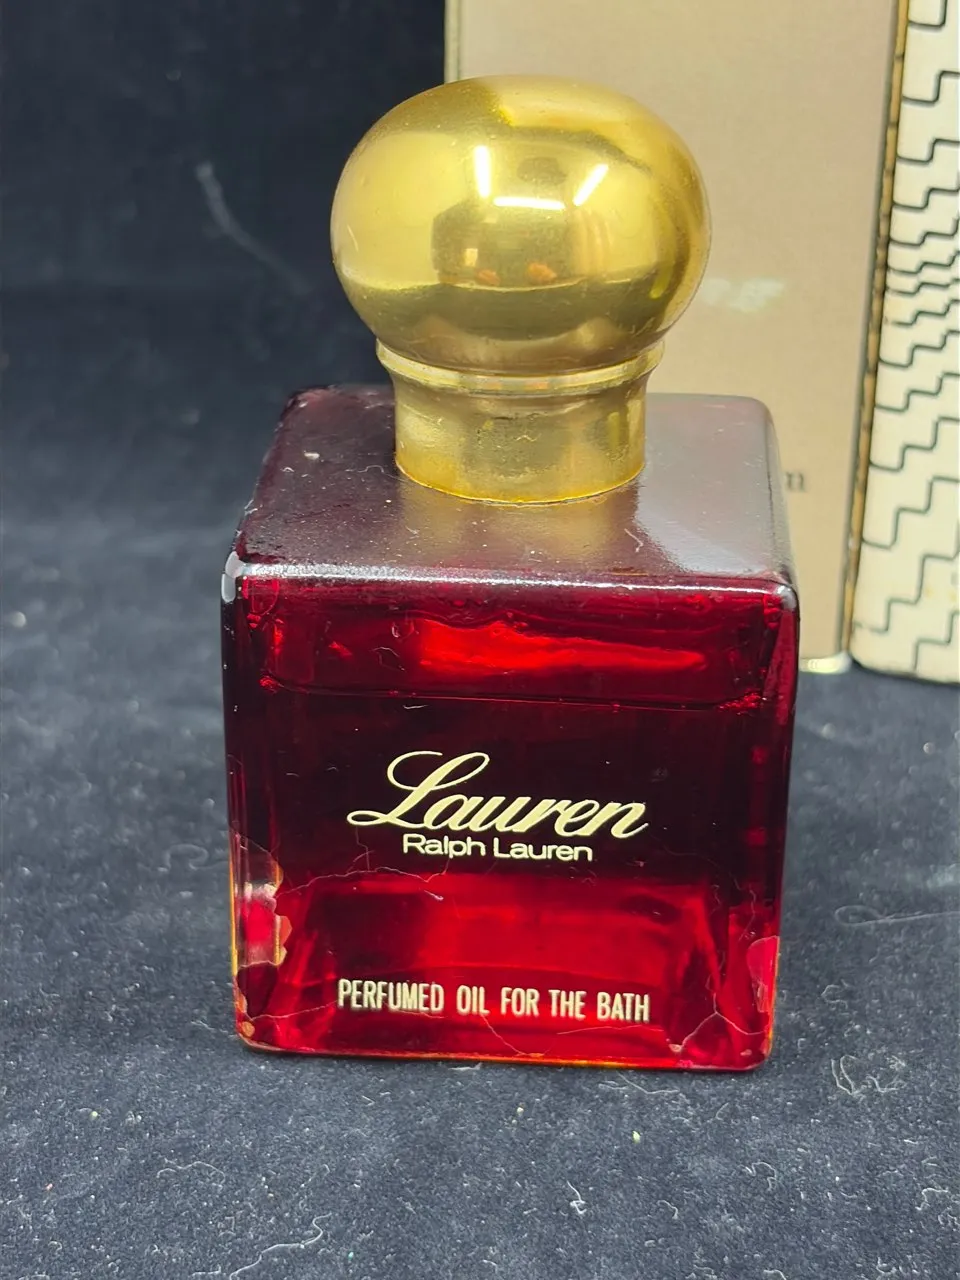 Lauren
Ralph Lauren
PERFUMED OIL FOR THE BATH